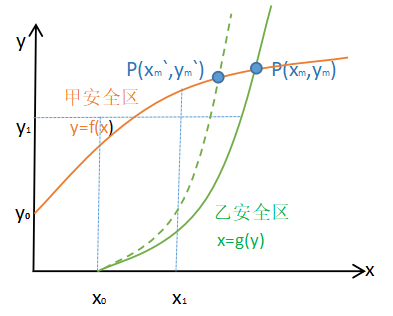 y
P(xₘ`,yₘ`)
P(xₘ,yₘ)
甲安全区
y=f(x)
y₁
y₀
乙安全区
x=g(y)
x
x₀
x₁